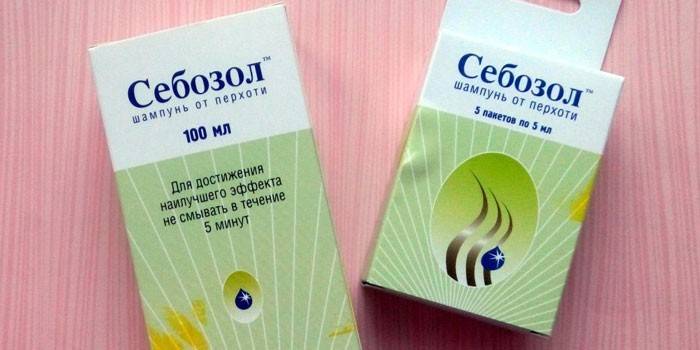 Себозол™
шампунь от перхоти
100 мл
Для достижения
наилучшего эффекта
не смывать в течение
5 минут
Себозол™
шампунь от перхоти
5 пакетов по 5 мл